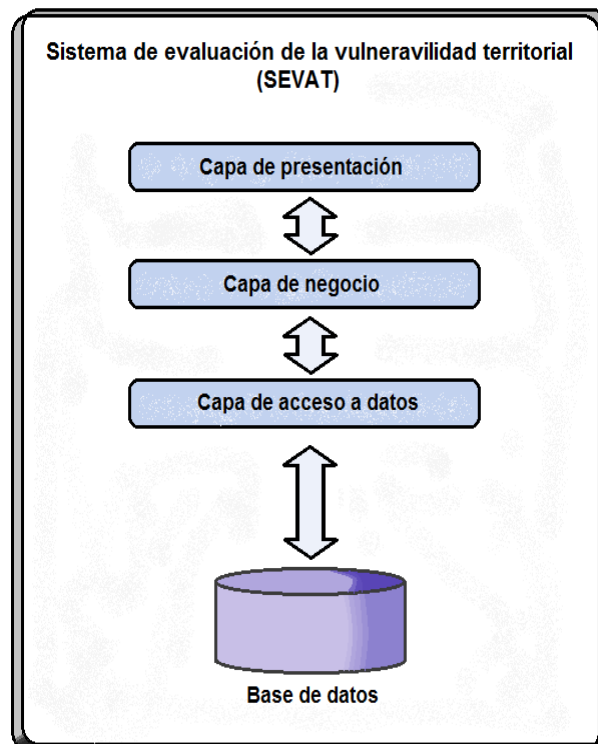 Sistema de evaluación de la vulneravilidad territorial
(SEVAT)
Capa de presentación
Capa de negocio
Capa de acceso a datos
Base de datos